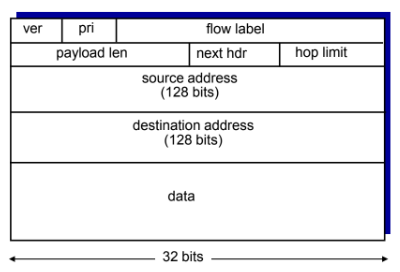 ver pri flow label
payload len next hdr hop limit
source address
(128 bits)
destination address
(128 bits)
data
32 bits